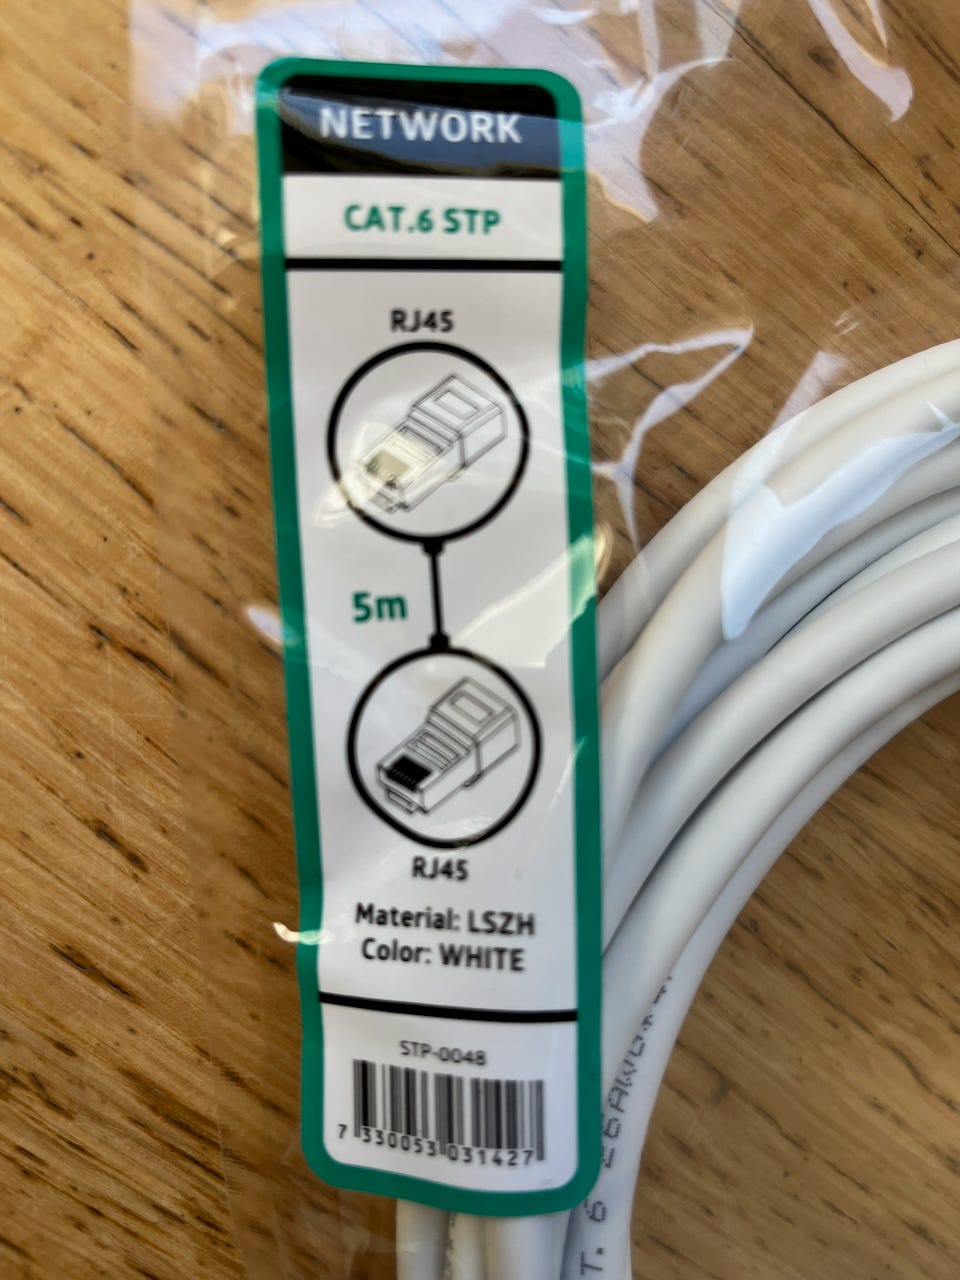 NETWORK
CAT.6 STP
RJ45
5m
RJ45
Material: LSZH
Color: WHITE
STP-0048
7 330053 031427